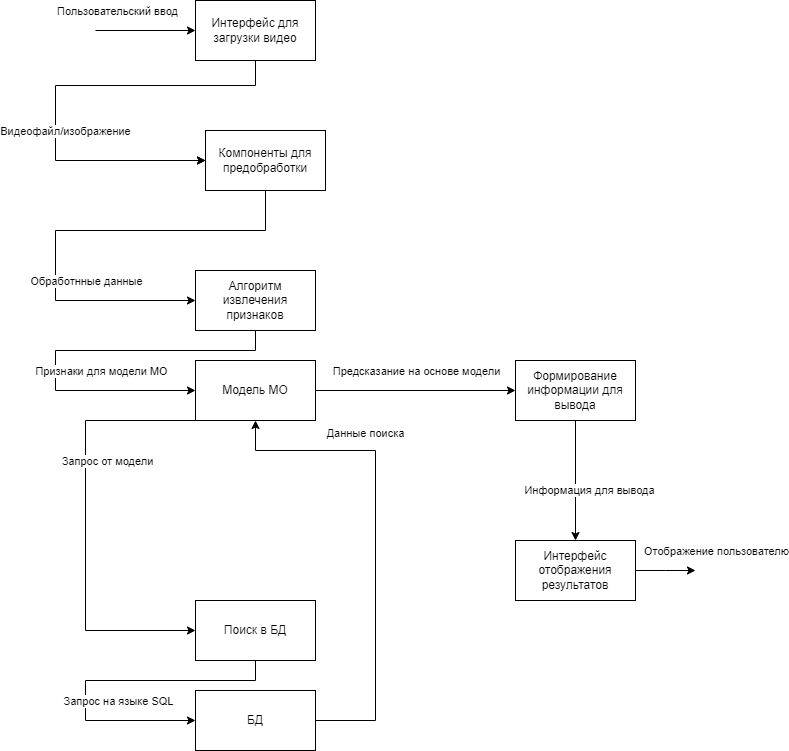 Пользовательский ввод
Интерфейс для
загрузки видео
Видеофайл/изображение
Компоненты для
предобработки
Обработнные данные
Алгоритм
извлечения
признаков
Признаки для модели МО
Модель МО
Предсказание на основе модели
Формирование
информации для
вывода
Данные поиска
Запрос от модели
Информация для вывода
Интерфейс
отображения
результатов
Отображение пользователю
Поиск в БД
Запрос на языке SQL
БД